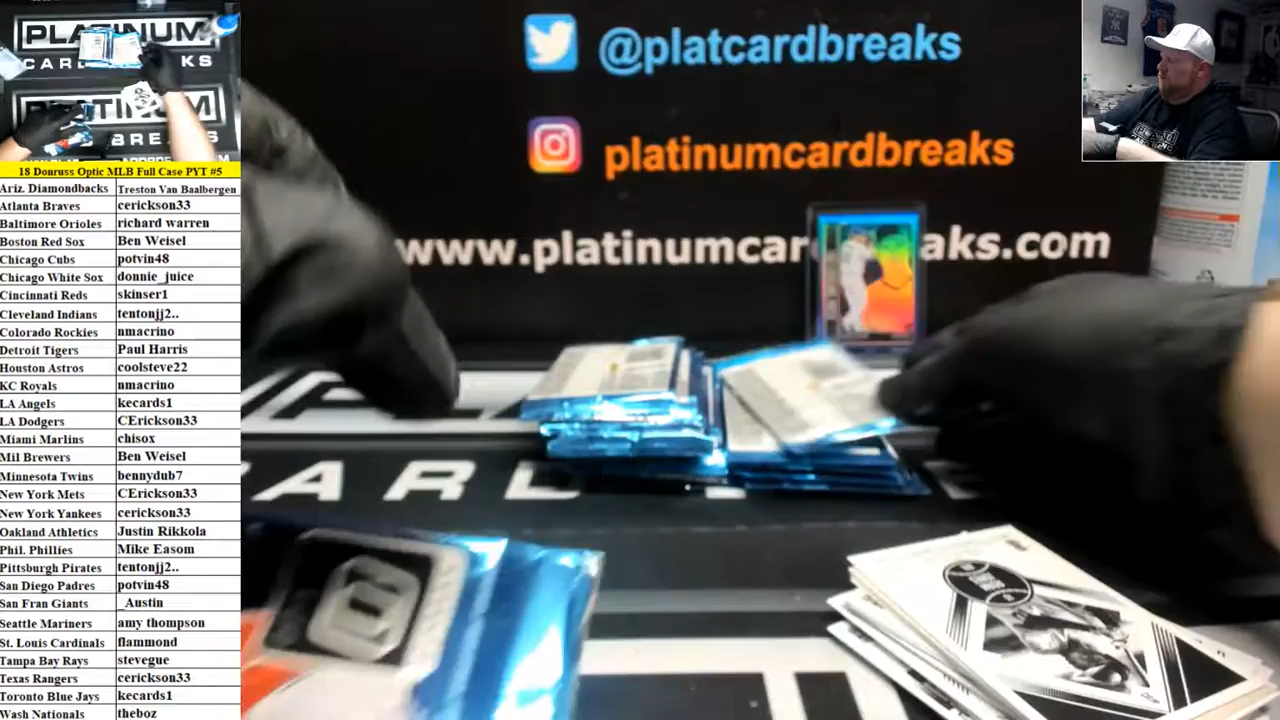 PLATINUM
CARD KS
PLATINUM
BRE
18 Donruss Optic MLB Full Case PYT #5
Ariz. Diamondbacks Treston Van Baalbergen
Atlanta Braves cerickson33
Baltimore Orioles richard warren
Boston Red Sox Ben Weisel
Chicago Cubs potvin48
Chicago White Sox donnie_juice
Cincinnati Reds skinser1
Cleveland Indians tentonjj2..
Colorado Rockies nmacrino
Detroit Tigers Paul Harris
Houston Astros coolsteve22
KC Royals nmacrino
LA Angels kecards1
LA Dodgers CErickson33
Miami Marlins chisox
Mil Brewers Ben Weisel
Minnesota Twins bennydub7
New York Mets CErickson33
New York Yankees cerickson33
Oakland Athletics Justin Rikkola
Phil. Phillies Mike Easom
Pittsburgh Pirates tentonjj2..
San Diego Padres potvin48
San Fran Giants _Austin
Seattle Mariners amy thompson
St. Louis Cardinals flammond
Tampa Bay Rays stevegue
Texas Rangers cerickson33
Toronto Blue Jays kecards1
Wash Nationals theboz
@platcardbreaks
platinumcardbreaks
www.platinumcar aks.com
ARD